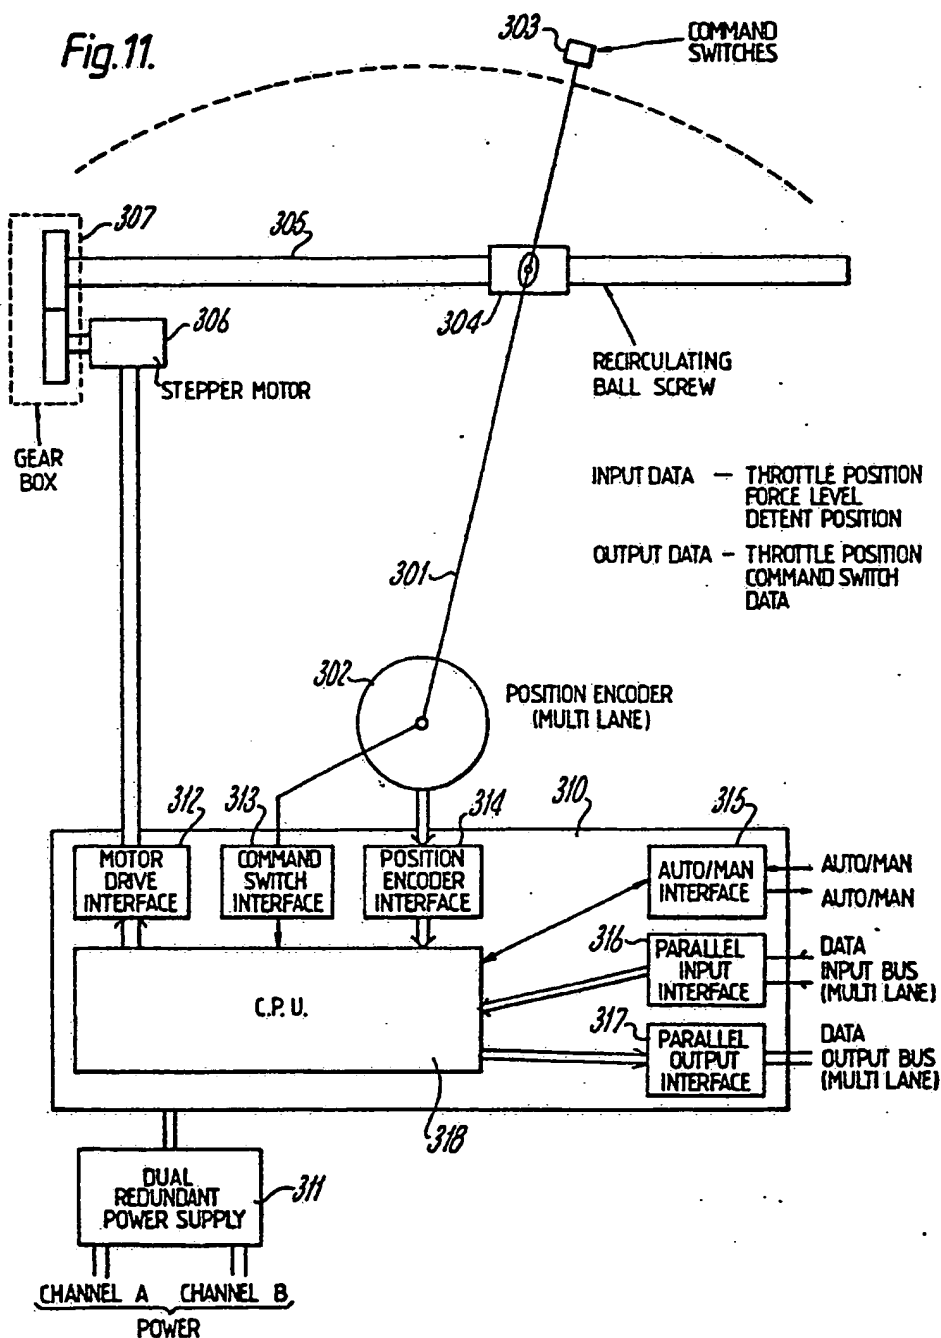 Fig.11.
303
COMMAND
SWITCHES
307
305
306
304
STEPPER MOTOR
RECIRCULATING
BALL SCREW
GEAR
BOX
INPUT DATA — THROTTLE POSITION
FORCE LEVEL
DETENT POSITION
OUTPUT DATA — THROTTLE POSITION
COMMAND SWITCH
DATA
301
302
POSITION ENCODER
(MULTI LANE)
312
313
314
310
315
MOTOR
DRIVE
INTERFACE
COMMAND
SWITCH
INTERFACE
POSITION
ENCODER
INTERFACE
AUTO/MAN
INTERFACE
AUTO/MAN
AUTO/MAN
316
PARALLEL
INPUT
INTERFACE
DATA
INPUT BUS
(MULTI LANE)
C.P.U.
317
PARALLEL
OUTPUT
INTERFACE
DATA
OUTPUT BUS
(MULTI LANE)
318
DUAL
REDUNDANT
POWER SUPPLY
311
CHANNEL A CHANNEL B
POWER